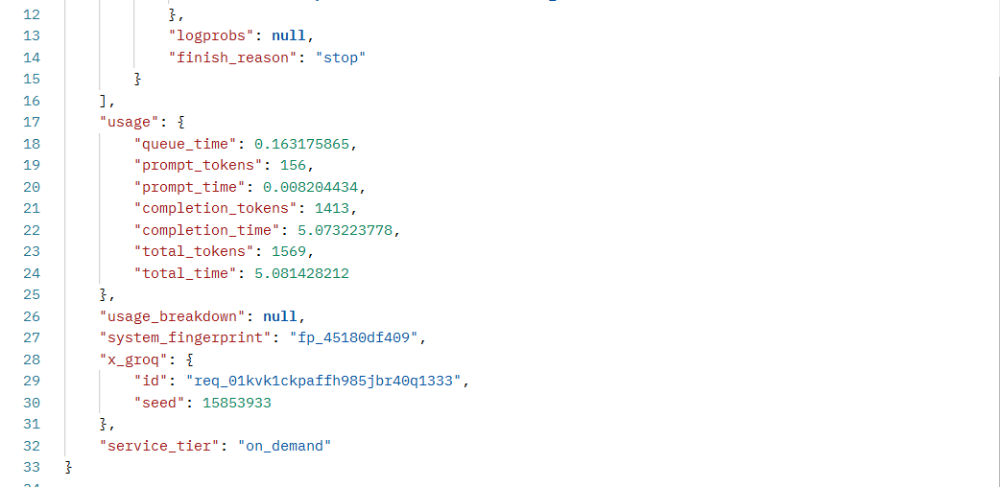 12 },
13 "logprobs": null,
14 "finish_reason": "stop"
15 }
16 ],
17 "usage": {
18 "queue_time": 0.163175865,
19 "prompt_tokens": 156,
20 "prompt_time": 0.008204434,
21 "completion_tokens": 1413,
22 "completion_time": 5.073223778,
23 "total_tokens": 1569,
24 "total_time": 5.081428212
25 },
26 "usage_breakdown": null,
27 "system_fingerprint": "fp_45180df409",
28 "x_groq": {
29 "id": "req_01kvk1ckpaffh985jbr40q1333",
30 "seed": 15853933
31 },
32 "service_tier": "on_demand"
33 }